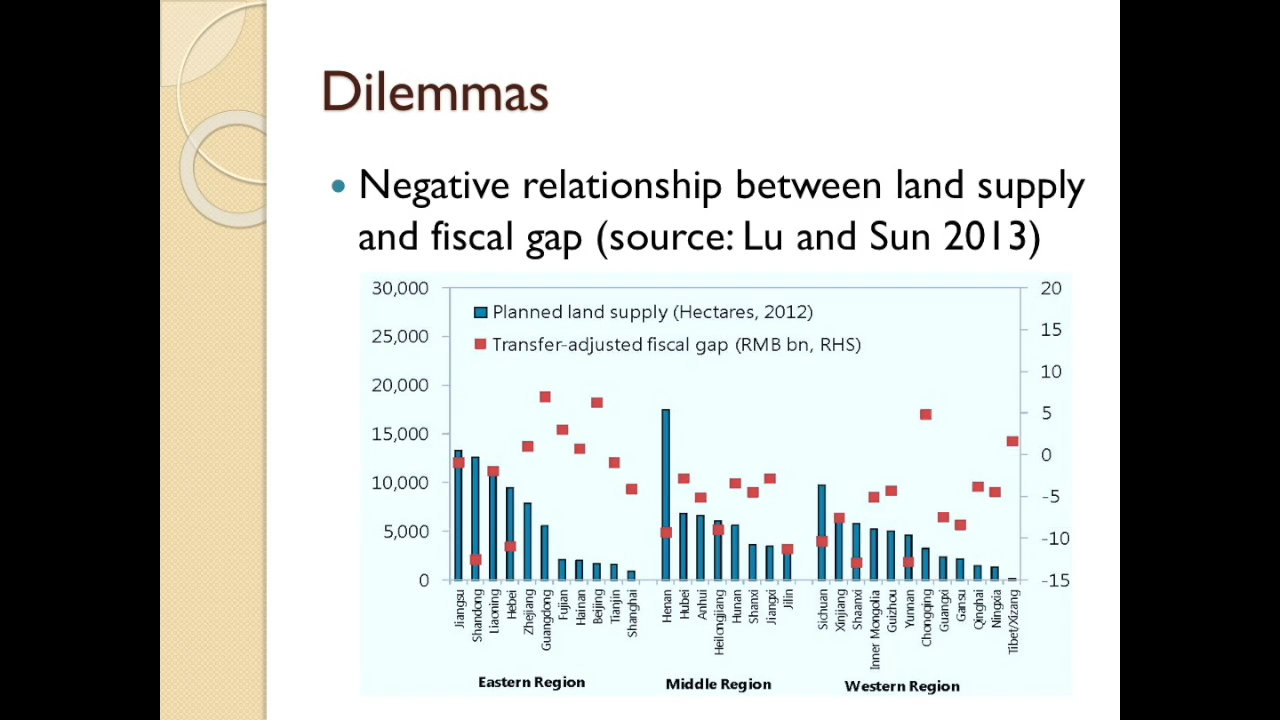 Dilemmas
• Negative relationship between land supply
and fiscal gap (source: Lu and Sun 2013)
30,000
25,000
20,000
15,000
10,000
5,000
0
Planned land supply (Hectares, 2012)
Transfer-adjusted fiscal gap (RMB bn, RHS)
20
15
10
5
0
-5
-10
-15
Jiangsu
Shandong
Liaoning
Hebei
Zhejiang
Guangdong
Fujian
Hainan
Beijing
Tianjin
Shanghai
Henan
Hubei
Anhui
Heilongjiang
Hunan
Shanxi
Jiangxi
Jilin
Sichuan
Xinjiang
Shaanxi
Inner Mongolia
Guizhou
Yunnan
Chongqing
Guangxi
Gansu
Qinghai
Ningxia
Tibet/Xizang
Eastern Region
Middle Region
Western Region